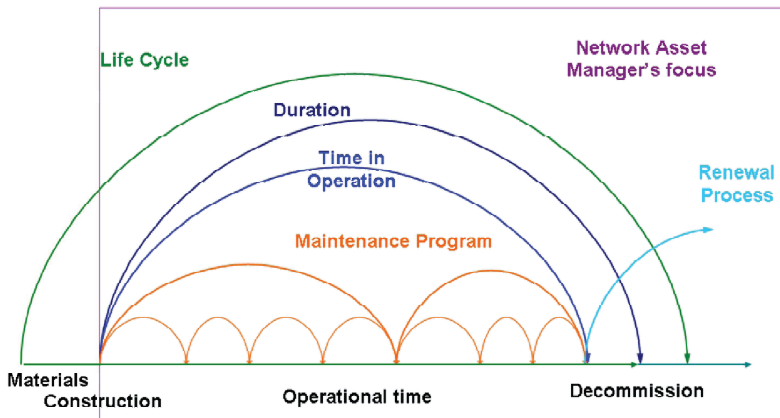 Network Asset
Manager's focus
Life Cycle
Duration
Time in
Operation
Renewal
Process
Maintenance Program
Materials
Construction
Operational time
Decommission